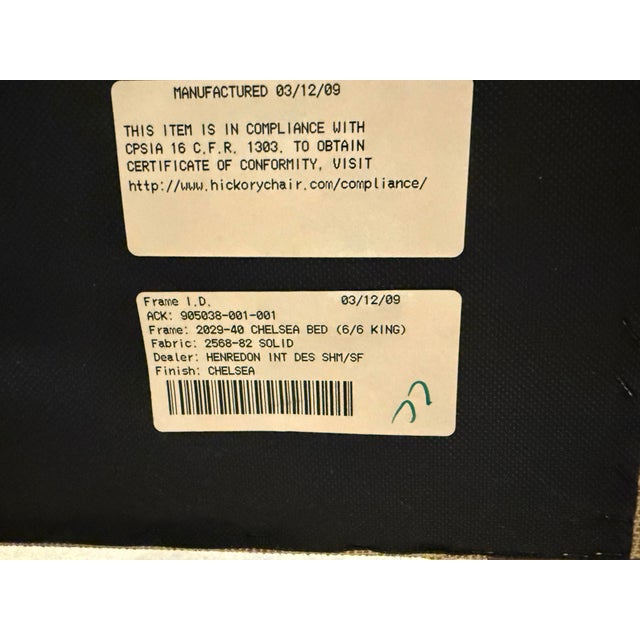 MANUFACTURED 03/12/09
THIS ITEM IS IN COMPLIANCE WITH
CPSIA 16 C.F.R. 1303. TO OBTAIN
CERTIFICATE OF CONFORMITY, VISIT
http://www.hickorychair.com/compliance/
Frame I.D. 03/12/09
ACK: 905038-001-001
Frame: 2029-40 CHELSEA BED (6/6 KING)
Fabric: 2568-82 SOLID
Dealer: HENREDON INT DES SHM/SF
Finish: CHELSEA